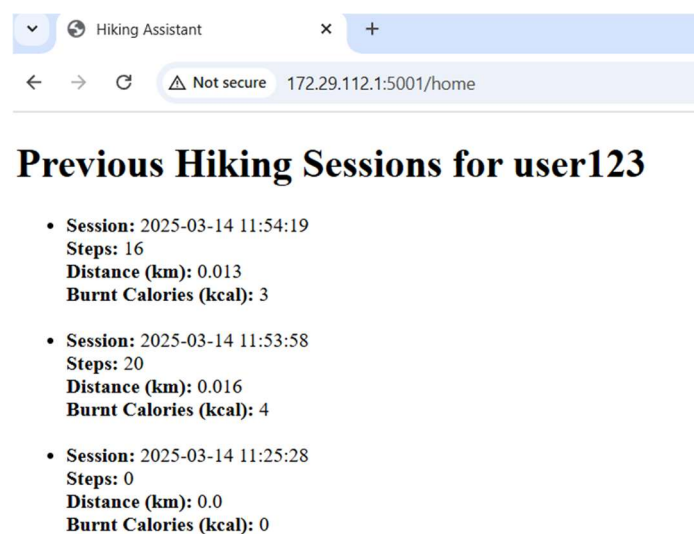 Hiking Assistant
Not secure 172.29.112.1:5001/home
Previous Hiking Sessions for user123
Session: 2025-03-14 11:54:19
Steps: 16
Distance (km): 0.013
Burnt Calories (kcal): 3
Session: 2025-03-14 11:53:58
Steps: 20
Distance (km): 0.016
Burnt Calories (kcal): 4
Session: 2025-03-14 11:25:28
Steps: 0
Distance (km): 0.0
Burnt Calories (kcal): 0